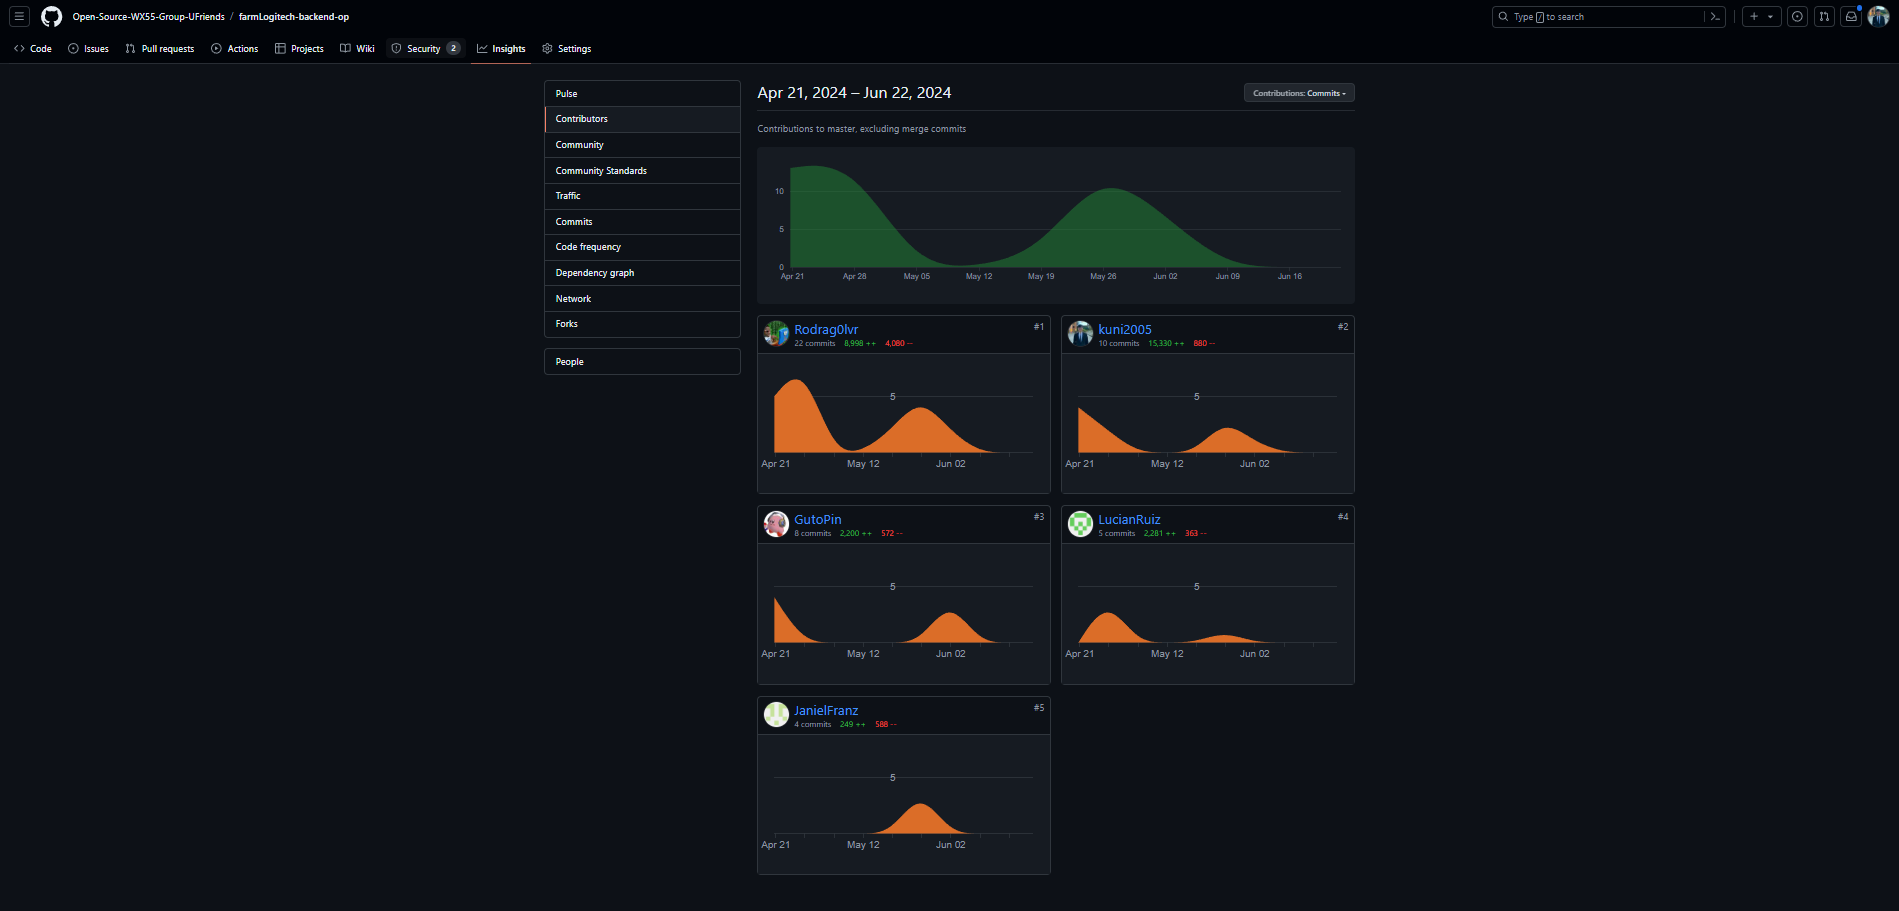 Open-Source-WX55-Group-UFriends / farmLogitech-backend-op
Type / to search
Code Issues Pull requests Actions Projects Wiki Security 2 Insights Settings
Pulse
Contributors
Community
Community Standards
Traffic
Commits
Code frequency
Dependency graph
Network
Forks
People
Apr 21, 2024 – Jun 22, 2024
Contributions: Commits
Contributions to master, excluding merge commits
10
5
0
Apr 21 Apr 28 May 05 May 12 May 19 May 26 Jun 02 Jun 09 Jun 16
Rodrag0lvr #1
22 commits 8,998 ++ 4,080 --
5
Apr 21 May 12 Jun 02
kuni2005 #2
10 commits 15,330 ++ 880 --
5
Apr 21 May 12 Jun 02
GutoPin #3
8 commits 2,200 ++ 572 --
5
Apr 21 May 12 Jun 02
LucianRuiz #4
5 commits 2,281 ++ 363 --
5
Apr 21 May 12 Jun 02
JanielFranz #5
4 commits 249 ++ 588 --
5
Apr 21 May 12 Jun 02